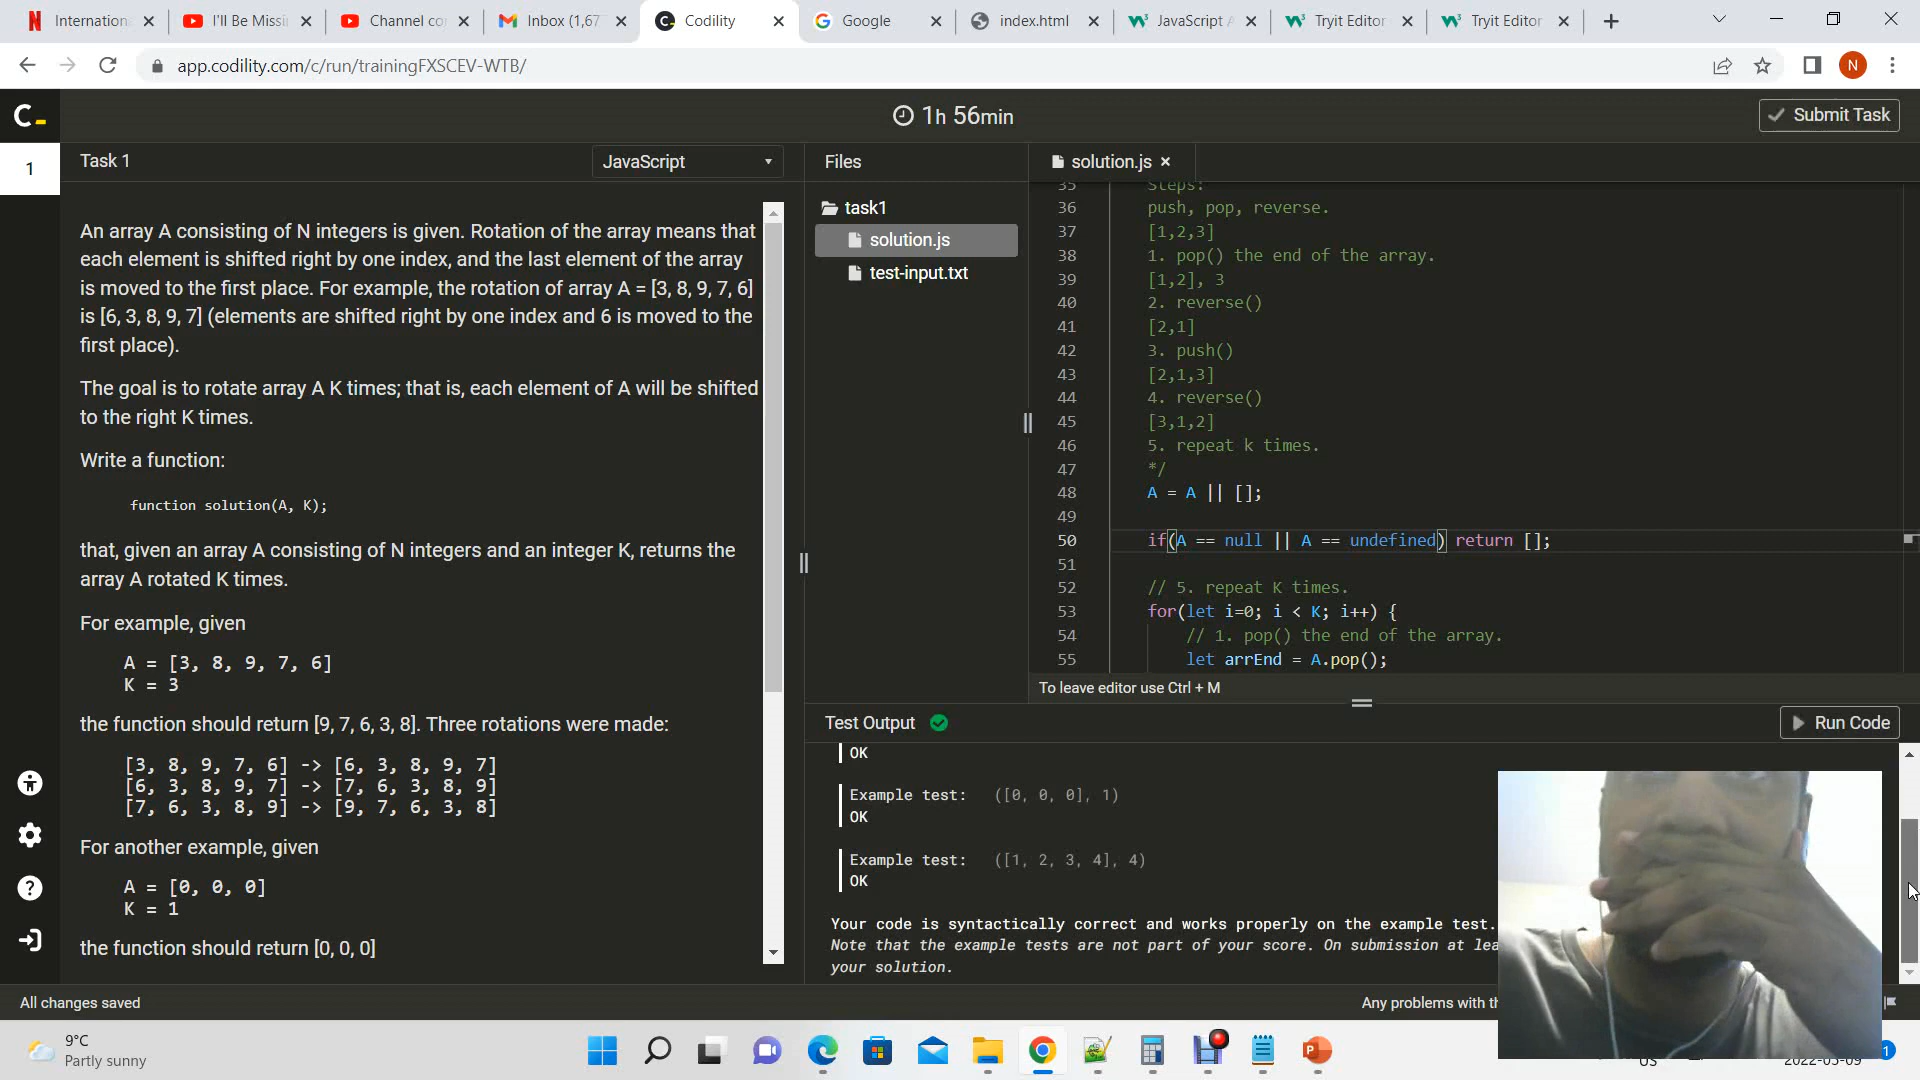 Internationa
I'll Be Missi
Channel co
Inbox (1,67
Codility
Google
index.html
JavaScript A
Tryit Editor
Tryit Editor
app.codility.com/c/run/trainingFXSCEV-WTB/
N
C
1h 56min
Submit Task
1
Task 1
JavaScript
Files
solution.js
task1
solution.js
test-input.txt
An array A consisting of N integers is given. Rotation of the array means that
each element is shifted right by one index, and the last element of the array
is moved to the first place. For example, the rotation of array A = [3, 8, 9, 7, 6]
is [6, 3, 8, 9, 7] (elements are shifted right by one index and 6 is moved to the
first place).
The goal is to rotate array A K times; that is, each element of A will be shifted
to the right K times.
Write a function:
function solution(A, K);
that, given an array A consisting of N integers and an integer K, returns the
array A rotated K times.
For example, given
A = [3, 8, 9, 7, 6]
K = 3
the function should return [9, 7, 6, 3, 8]. Three rotations were made:
[3, 8, 9, 7, 6] -> [6, 3, 8, 9, 7]
[6, 3, 8, 9, 7] -> [7, 6, 3, 8, 9]
[7, 6, 3, 8, 9] -> [9, 7, 6, 3, 8]
For another example, given
A = [0, 0, 0]
K = 1
the function should return [0, 0, 0]
35 Steps:
36 push, pop, reverse.
37 [1,2,3]
38 1. pop() the end of the array.
39 [1,2], 3
40 2. reverse()
41 [2,1]
42 3. push()
43 [2,1,3]
44 4. reverse()
45 [3,1,2]
46 5. repeat k times.
47 */
48 A = A || [];
49
50 if(A == null || A == undefined) return [];
51
52 // 5. repeat K times.
53 for(let i=0; i < K; i++) {
54 // 1. pop() the end of the array.
55 let arrEnd = A.pop();
To leave editor use Ctrl + M
Test Output
Run Code
OK
Example test: ([0, 0, 0], 1)
OK
Example test: ([1, 2, 3, 4], 4)
OK
Your code is syntactically correct and works properly on the example test.
Note that the example tests are not part of your score. On submission at lea
your solution.
All changes saved
Any problems with th
9°C
Partly sunny
US
2022-05-09
1